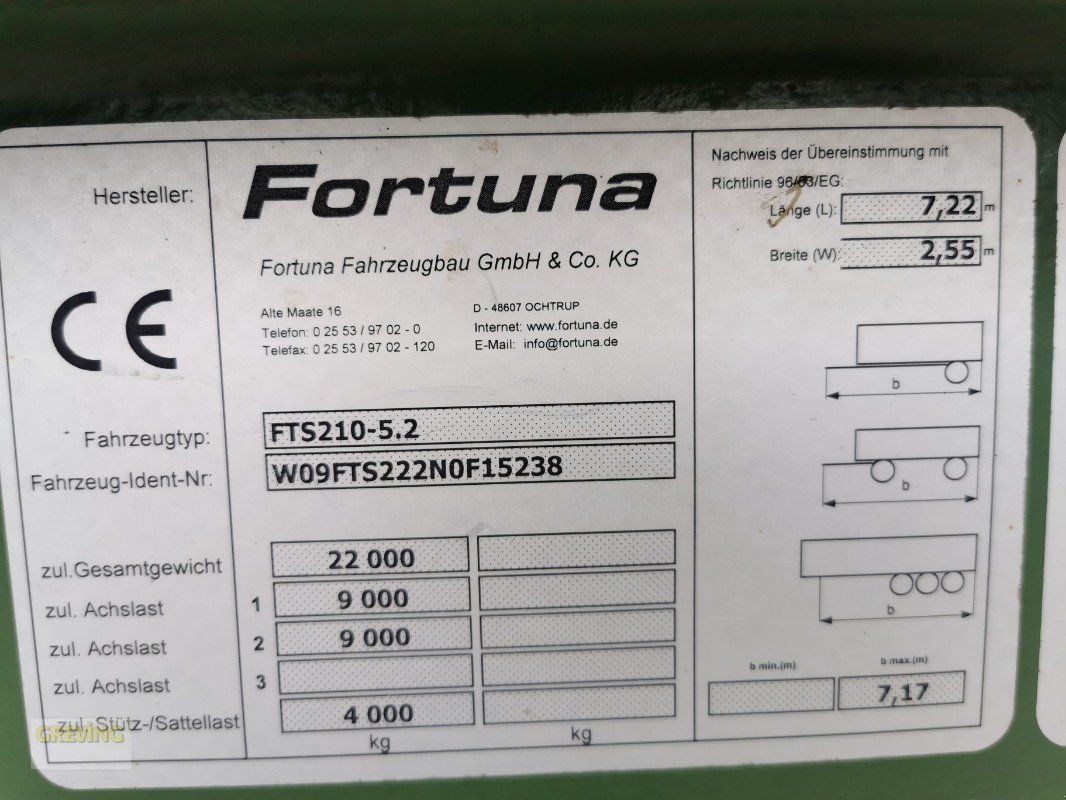 Hersteller:
Fortuna
Fortuna Fahrzeugbau GmbH & Co. KG
Alte Maate 16
D - 48607 OCHTRUP
Telefon: 0 25 53 / 97 02 - 0
Internet: www.fortuna.de
Telefax: 0 25 53 / 97 02 - 120
E-Mail: info@fortuna.de
CE
Fahrzeugtyp: FTS210-5.2
Fahrzeug-Ident-Nr: W09FTS222N0F15238
zul.Gesamtgewicht 22 000
zul. Achslast 1 9 000
zul. Achslast 2 9 000
zul. Achslast 3
zul. Stütz-/Sattellast 4 000
kg kg
Nachweis der Übereinstimmung mit
Richtlinie 96/53/EG:
Länge (L): 7,22 m
Breite (W): 2,55 m
b
b
b
b min.(m) b max.(m)
7,17
GREVING